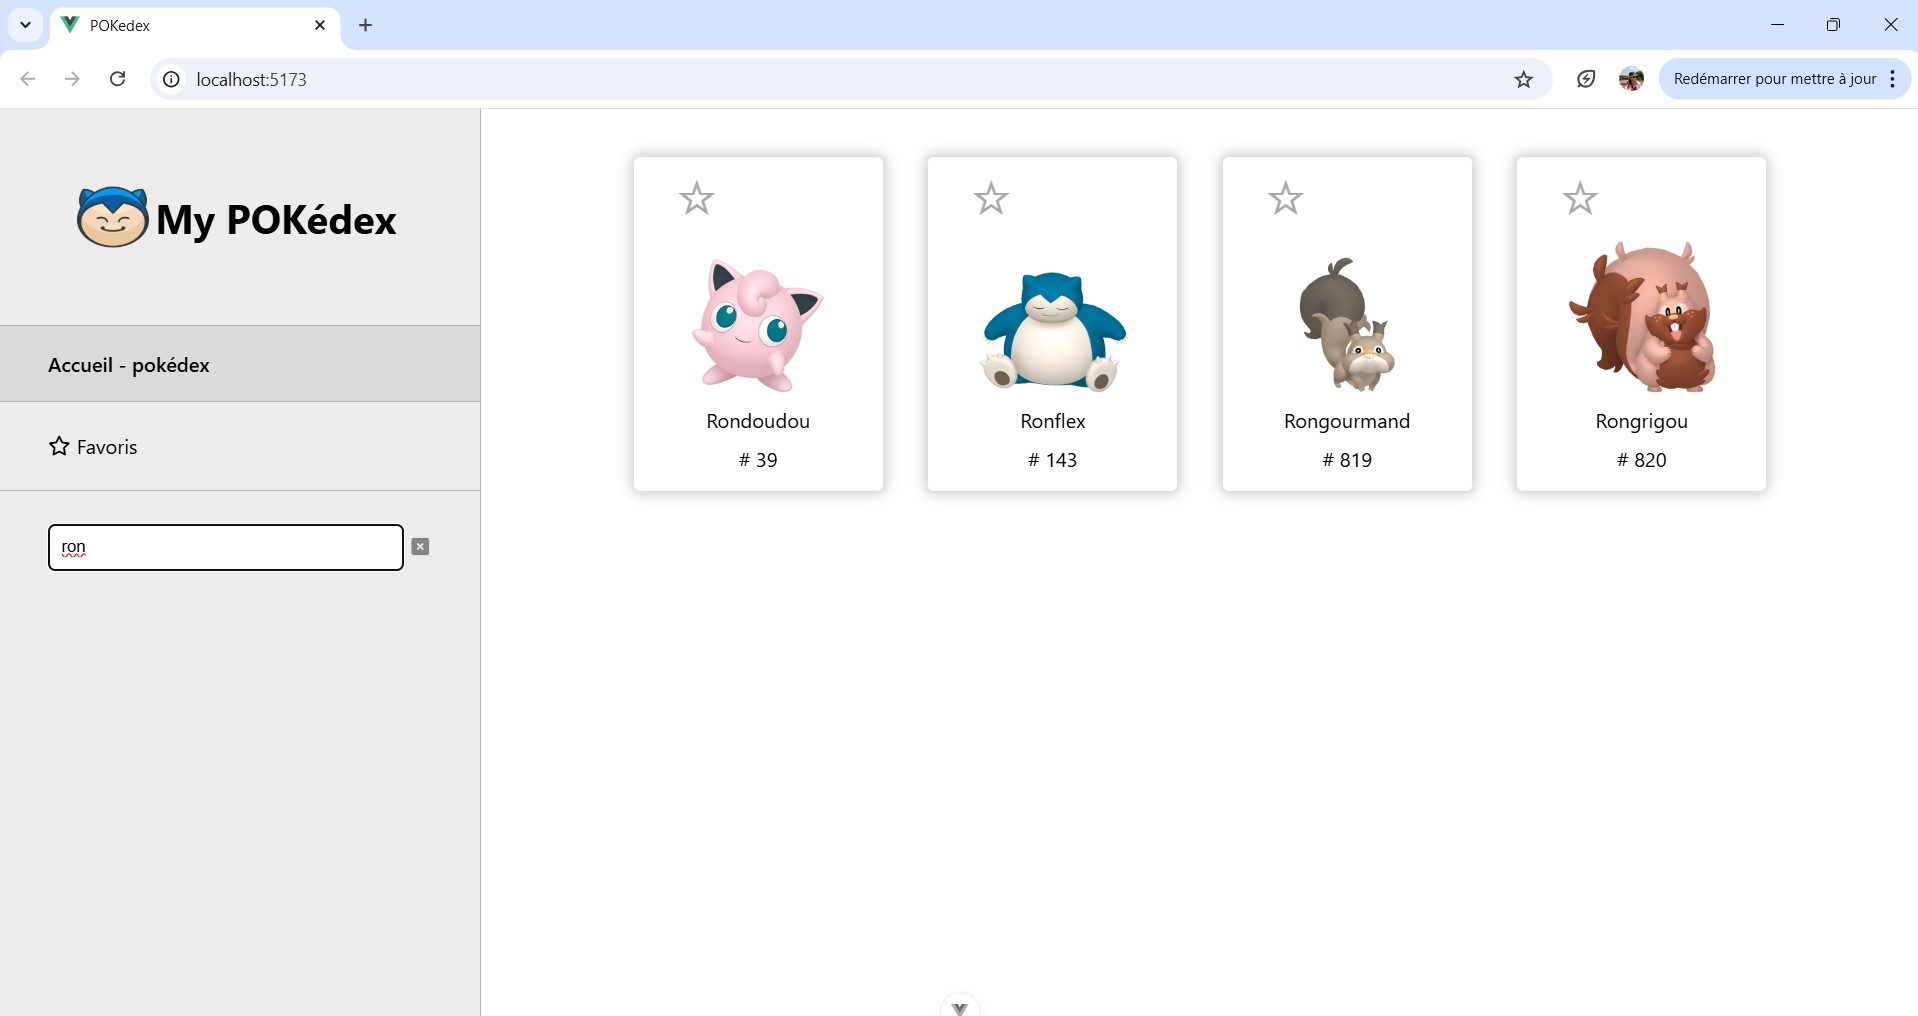 POKedex
localhost:5173
Redémarrer pour mettre à jour
My POKédex
Accueil - pokédex
Favoris
ron
Rondoudou
# 39
Ronflex
# 143
Rongourmand
# 819
Rongrigou
# 820